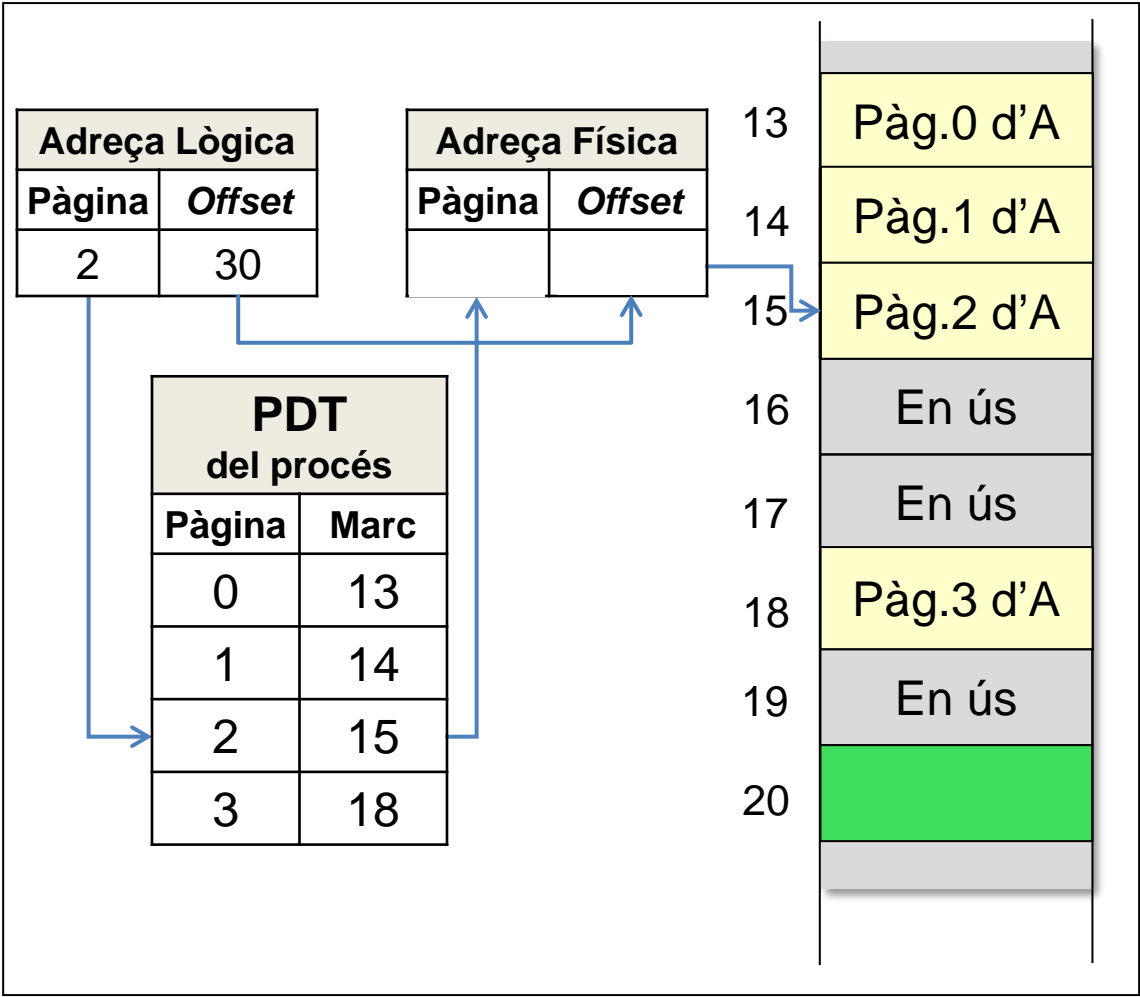 Adreça Lògica
Pàgina Offset
2 30
Adreça Física
Pàgina Offset
PDT
del procés
Pàgina Marc
0 13
1 14
2 15
3 18
13 Pàg.0 d’A
14 Pàg.1 d’A
15 Pàg.2 d’A
16 En ús
17 En ús
18 Pàg.3 d’A
19 En ús
20